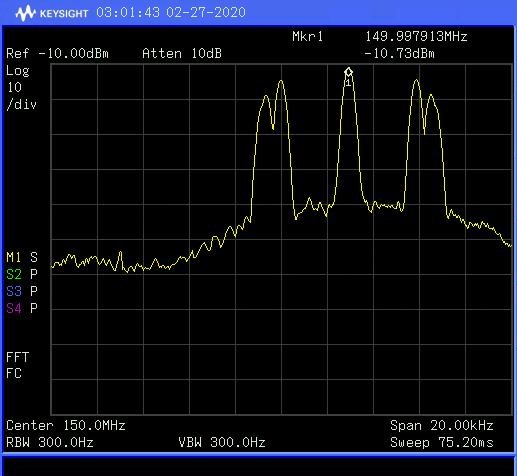 KEYSIGHT 03:01:43 02-27-2020
Mkr1 149.997913MHz
Ref -10.00dBm Atten 10dB -10.73dBm
Log
10
/div
1
M1 S
S2 P
S3 P
S4 P
FFT
FC
Center 150.0MHz Span 20.00kHz
RBW 300.0Hz VBW 300.0Hz Sweep 75.20ms